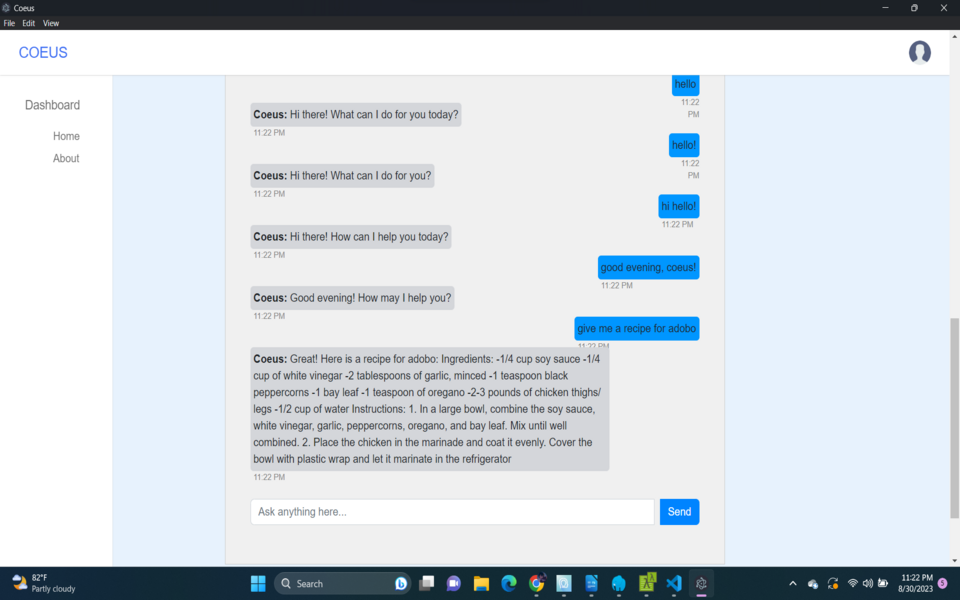 Coeus
File Edit View
COEUS
Dashboard
Home
About
hello
11:22
PM
Coeus: Hi there! What can I do for you today?
11:22 PM
hello!
11:22
PM
Coeus: Hi there! What can I do for you?
11:22 PM
hi hello!
11:22 PM
Coeus: Hi there! How can I help you today?
11:22 PM
good evening, coeus!
11:22 PM
Coeus: Good evening! How may I help you?
11:22 PM
give me a recipe for adobo
11:22 PM
Coeus: Great! Here is a recipe for adobo: Ingredients: -1/4 cup soy sauce -1/4
cup of white vinegar -2 tablespoons of garlic, minced -1 teaspoon black
peppercorns -1 bay leaf -1 teaspoon of oregano -2-3 pounds of chicken thighs/
legs -1/2 cup of water Instructions: 1. In a large bowl, combine the soy sauce,
white vinegar, garlic, peppercorns, oregano, and bay leaf. Mix until well
combined. 2. Place the chicken in the marinade and coat it evenly. Cover the
bowl with plastic wrap and let it marinate in the refrigerator
11:22 PM
Ask anything here...
Send
82°F
Partly cloudy
Search
11:22 PM
8/30/2023
5